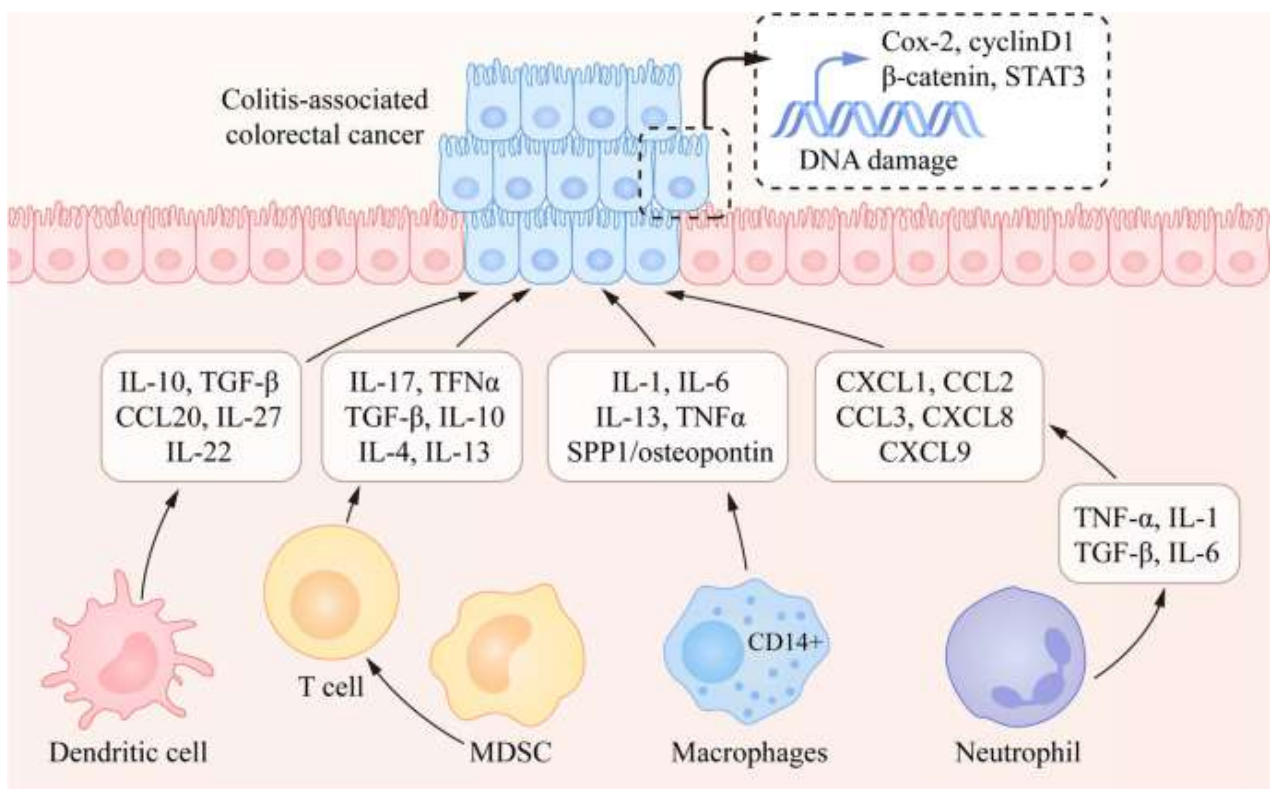 Colitis-associated
colorectal cancer
Cox-2, cyclinD1
β-catenin, STAT3
DNA damage
IL-10, TGF-β
CCL20, IL-27
IL-22
IL-17, TFNα
TGF-β, IL-10
IL-4, IL-13
IL-1, IL-6
IL-13, TNFα
SPP1/osteopontin
CXCL1, CCL2
CCL3, CXCL8
CXCL9
TNF-α, IL-1
TGF-β, IL-6
Dendritic cell
T cell
MDSC
CD14+
Macrophages
Neutrophil